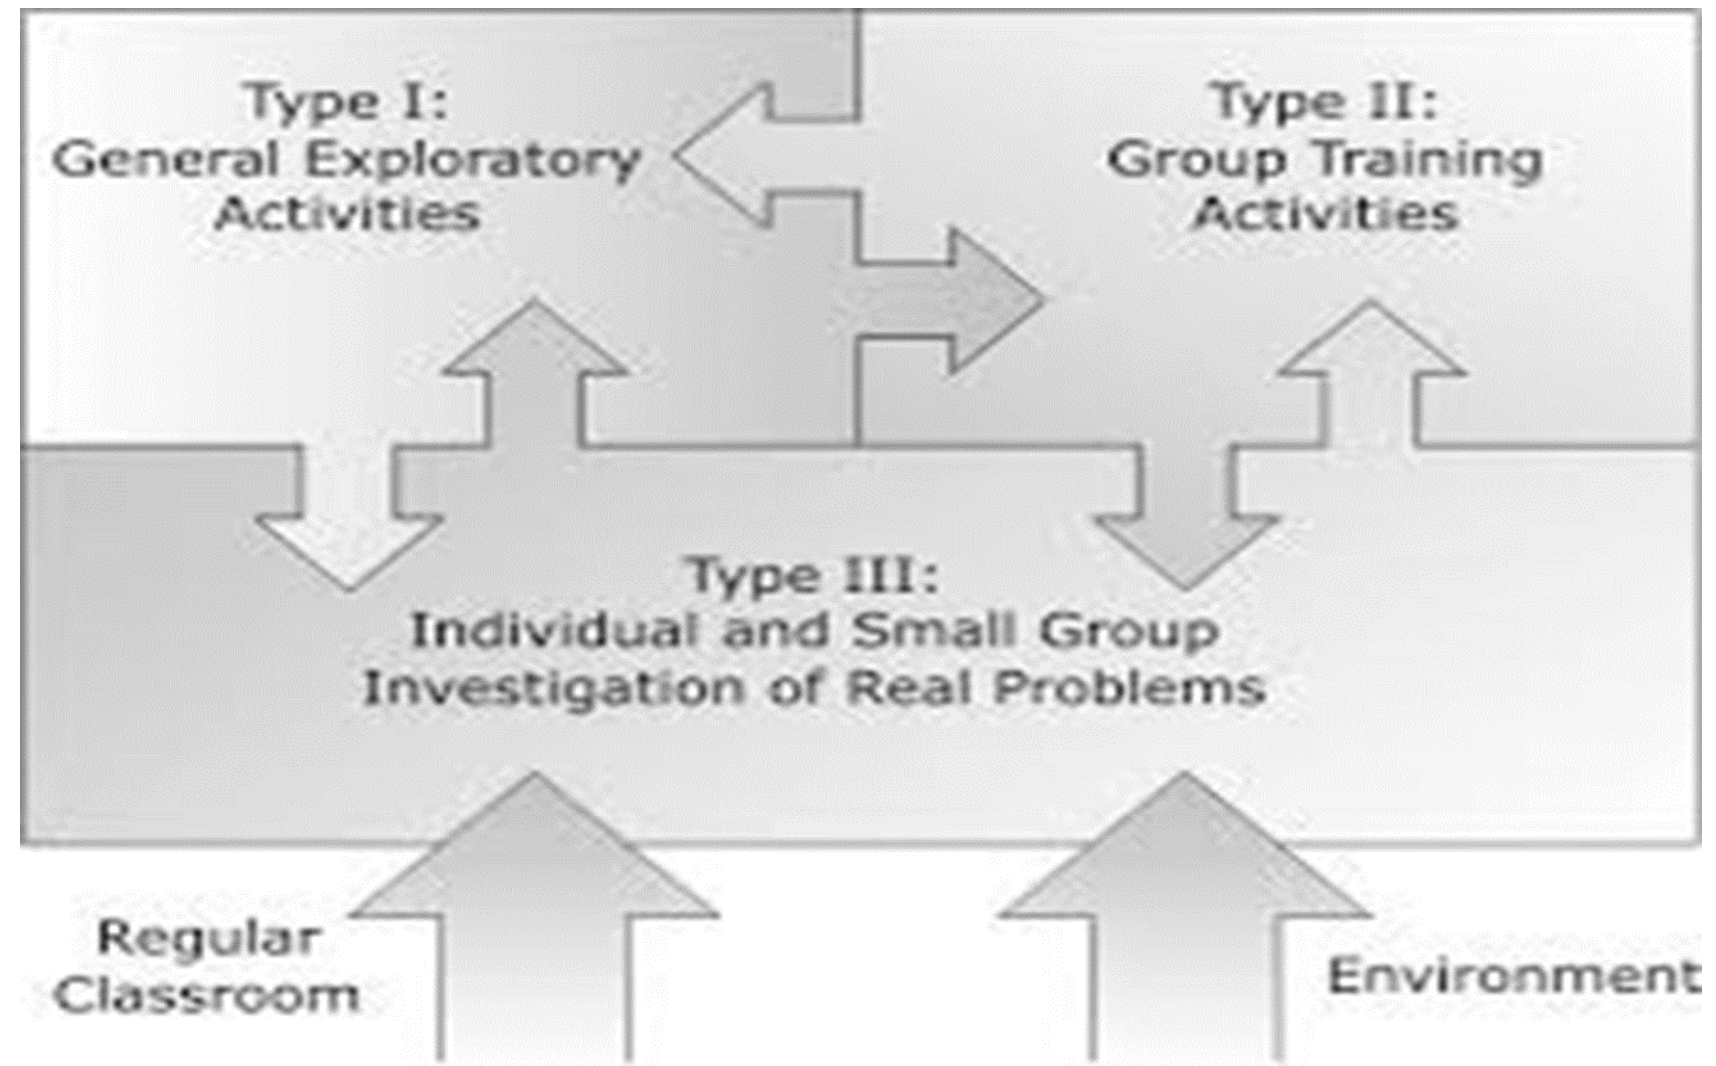 Type I:
General Exploratory
Activities
Type II:
Group Training
Activities
Type III:
Individual and Small Group
Investigation of Real Problems
Regular
Classroom
Environment